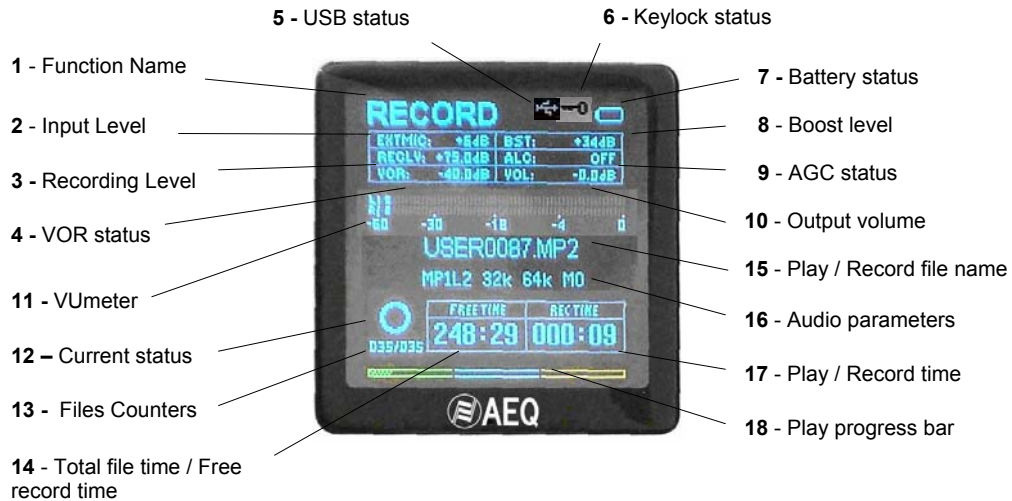 5 - USB status
6 - Keylock status
1 - Function Name
7 - Battery status
2 - Input Level
8 - Boost level
3 - Recording Level
9 - AGC status
4 - VOR status
10 - Output volume
11 - VUmeter
15 - Play / Record file name
12 – Current status
16 - Audio parameters
13 - Files Counters
17 - Play / Record time
14 - Total file time / Free
record time
18 - Play progress bar
RECORD
EXTMIC: +6dB BST: +34dB
RECLV: +75.0dB ALC: OFF
VOR: -40.0dB VOL: -0.0dB
-60 -30 -18 -4 0
USER0087.MP2
MP1L2 32k 64k MO
FREETIME RECTIME
248:29 000:09
035/035
AEQ